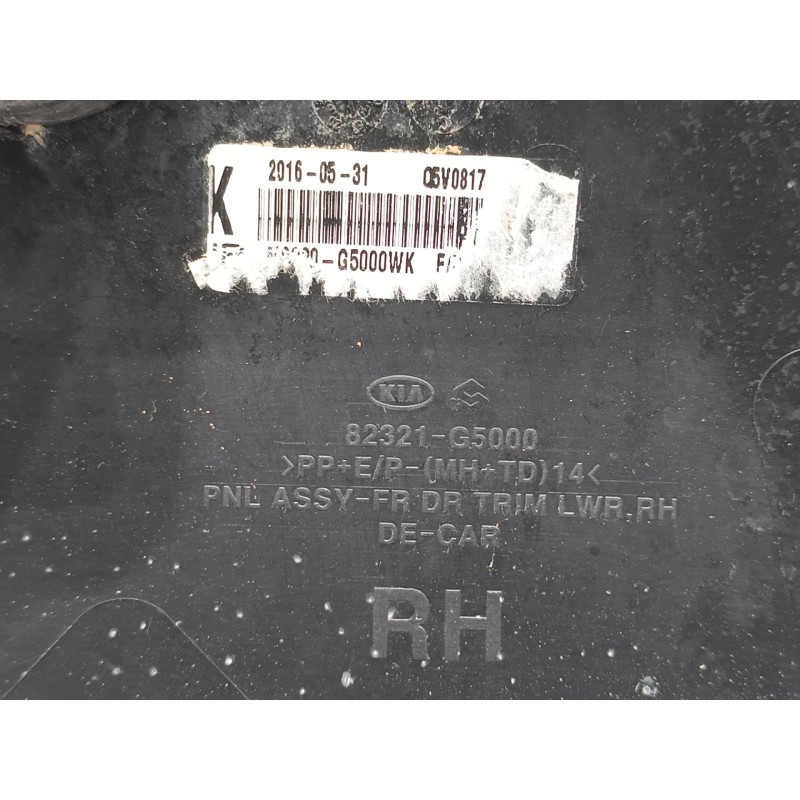 2016-05-31 05V0817
K
-G5000WK
KIA
82321-G5000
>PP+E/P-(MH+TD)14<
PNL ASSY-FR DR TRIM LWR,RH
DE-CAR
RH